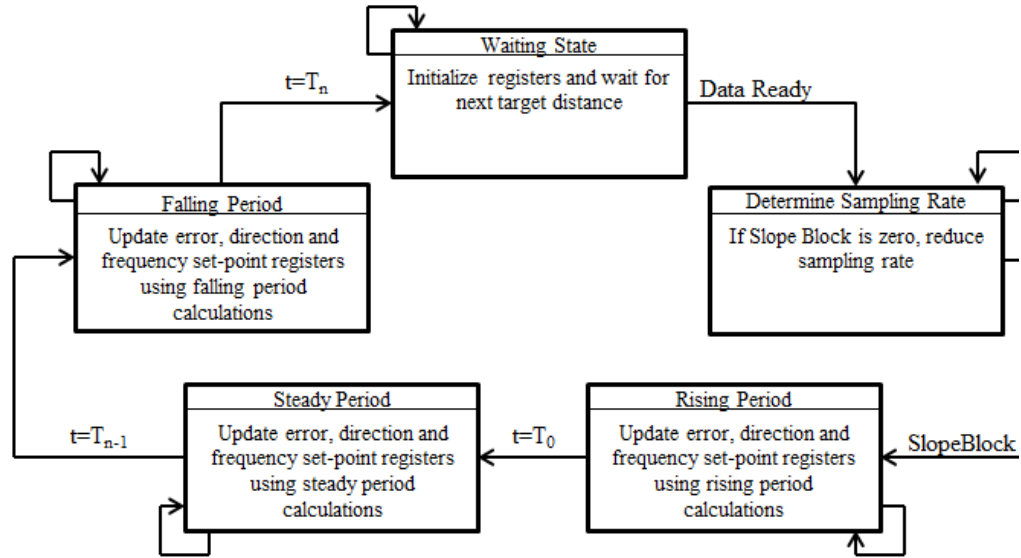 Waiting State
Initialize registers and wait for
next target distance
t=Tn
Data Ready
Falling Period
Update error, direction and
frequency set-point registers
using falling period
calculations
Determine Sampling Rate
If Slope Block is zero, reduce
sampling rate
Steady Period
Update error, direction and
frequency set-point registers
using steady period
calculations
Rising Period
Update error, direction and
frequency set-point registers
using rising period
calculations
t=Tn-1
t=T0
SlopeBlock